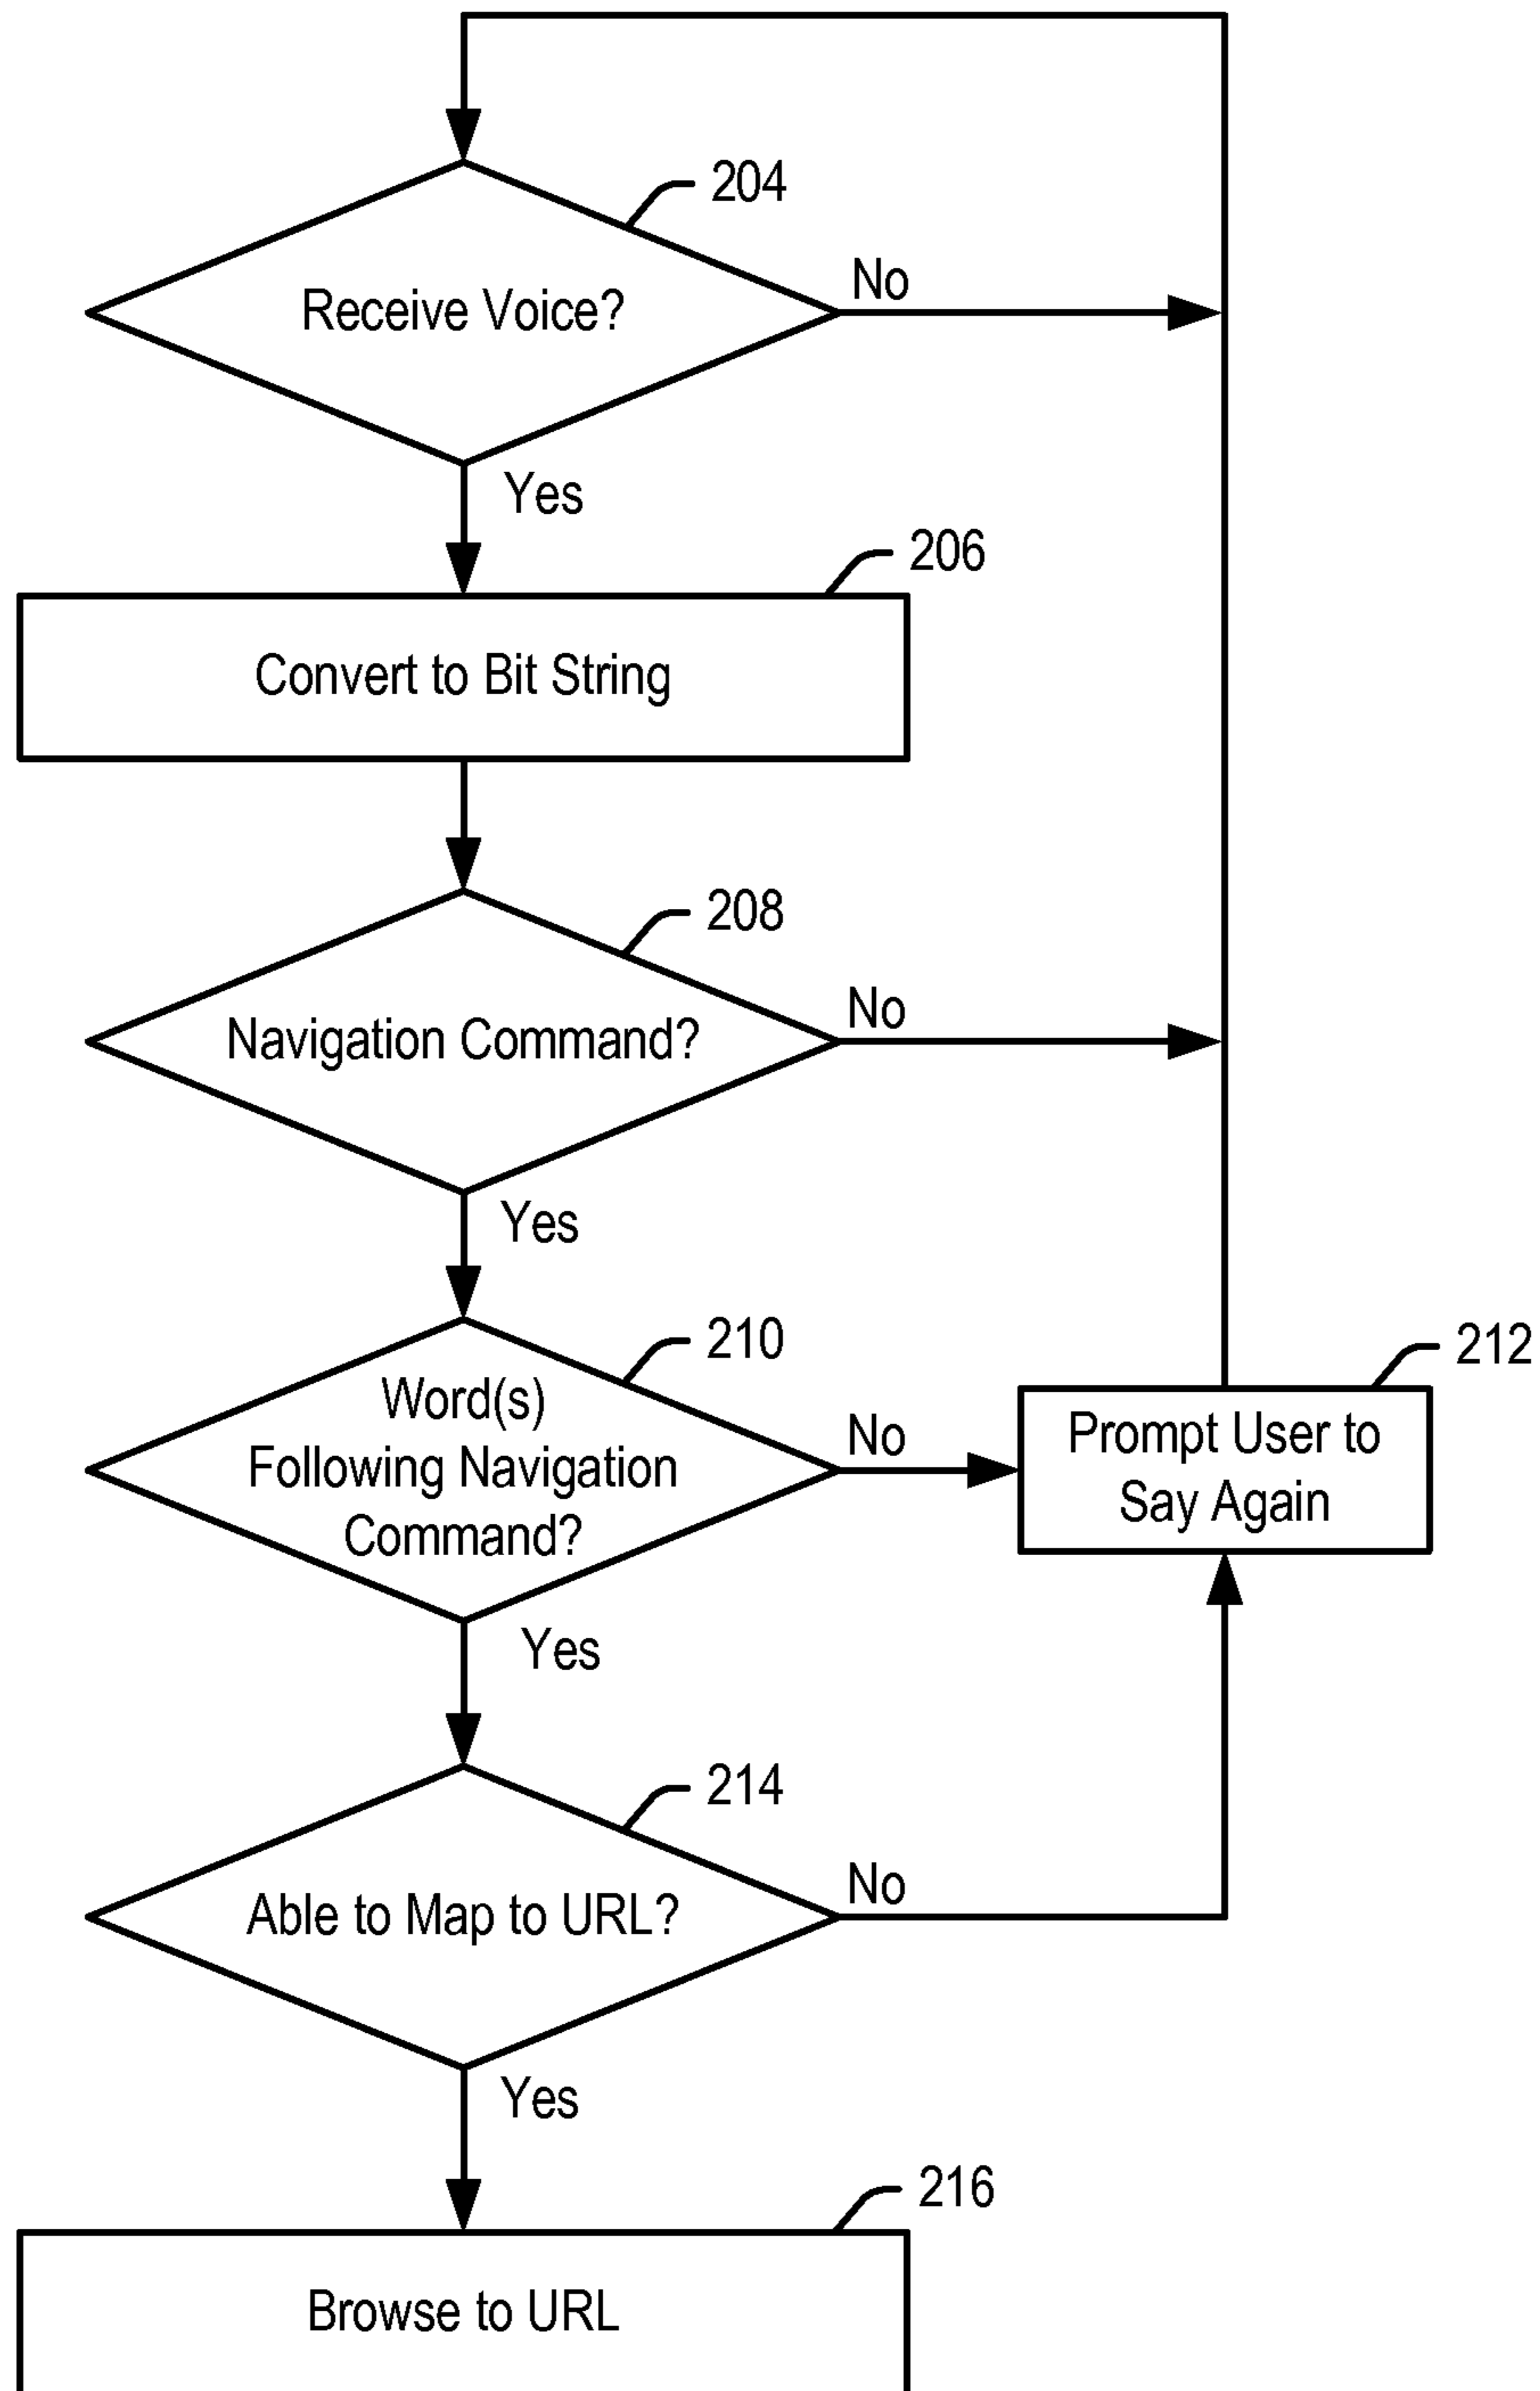 204
Receive Voice?
No
Yes
206
Convert to Bit String
208
Navigation Command?
No
Yes
210
Word(s)
Following Navigation
Command?
No
212
Prompt User to
Say Again
Yes
214
Able to Map to URL?
No
Yes
216
Browse to URL